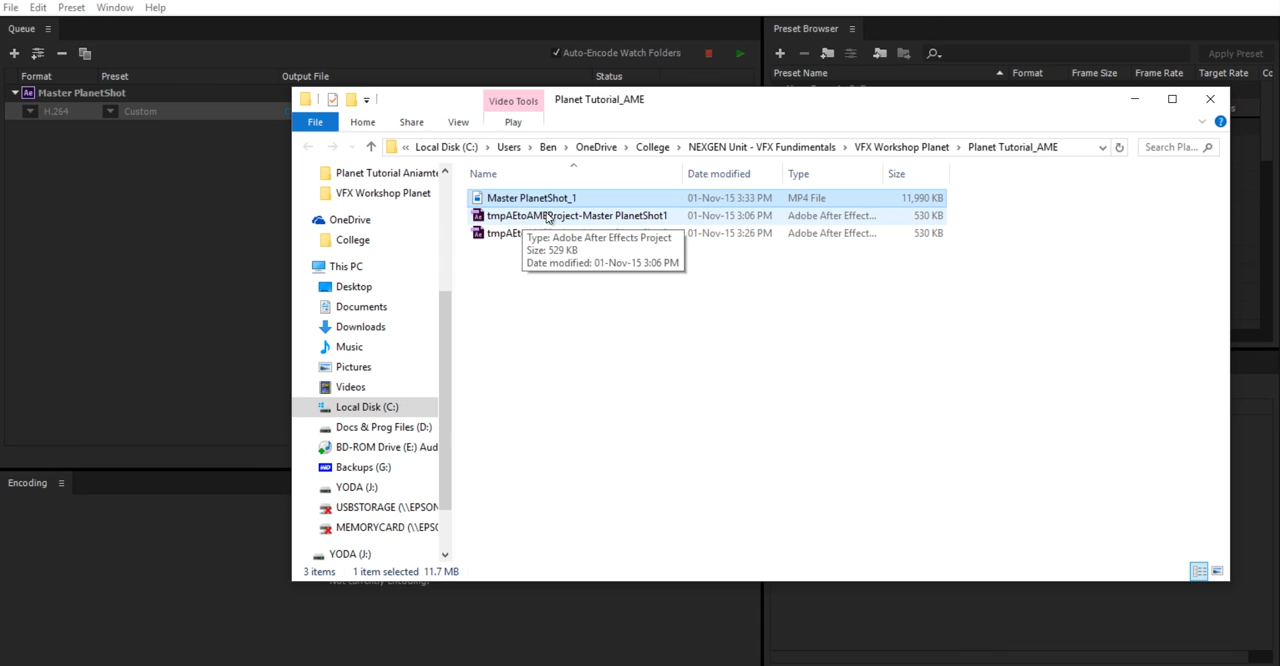 File Edit Preset Window Help
Queue
Preset Browser
Auto-Encode Watch Folders
Apply Preset
Format Preset Output File Status
Preset Name Format Frame Size Frame Rate Target Rate Co
Ae Master PlanetShot
H.264 Custom
Video Tools Planet Tutorial_AME
File Home Share View Play
« Local Disk (C:) Users Ben OneDrive College NEXGEN Unit - VFX Fundimentals VFX Workshop Planet Planet Tutorial_AME
Search Pla...
Planet Tutorial Aniamte
VFX Workshop Planet
OneDrive
College
This PC
Desktop
Documents
Downloads
Music
Pictures
Videos
Local Disk (C:)
Docs & Prog Files (D:)
BD-ROM Drive (E:) Aud
Backups (G:)
YODA (J:)
USBSTORAGE (\\EPSON
MEMORYCARD (\\EPSO
YODA (J:)
Name Date modified Type Size
Master PlanetShot_1 01-Nov-15 3:33 PM MP4 File 11,990 KB
tmpAEtoAMEProject-Master PlanetShot1 01-Nov-15 3:06 PM Adobe After Effect... 530 KB
tmpAEt 01-Nov-15 3:26 PM Adobe After Effect... 530 KB
Type: Adobe After Effects Project
Size: 529 KB
Date modified: 01-Nov-15 3:06 PM
3 items 1 item selected 11.7 MB
Encoding